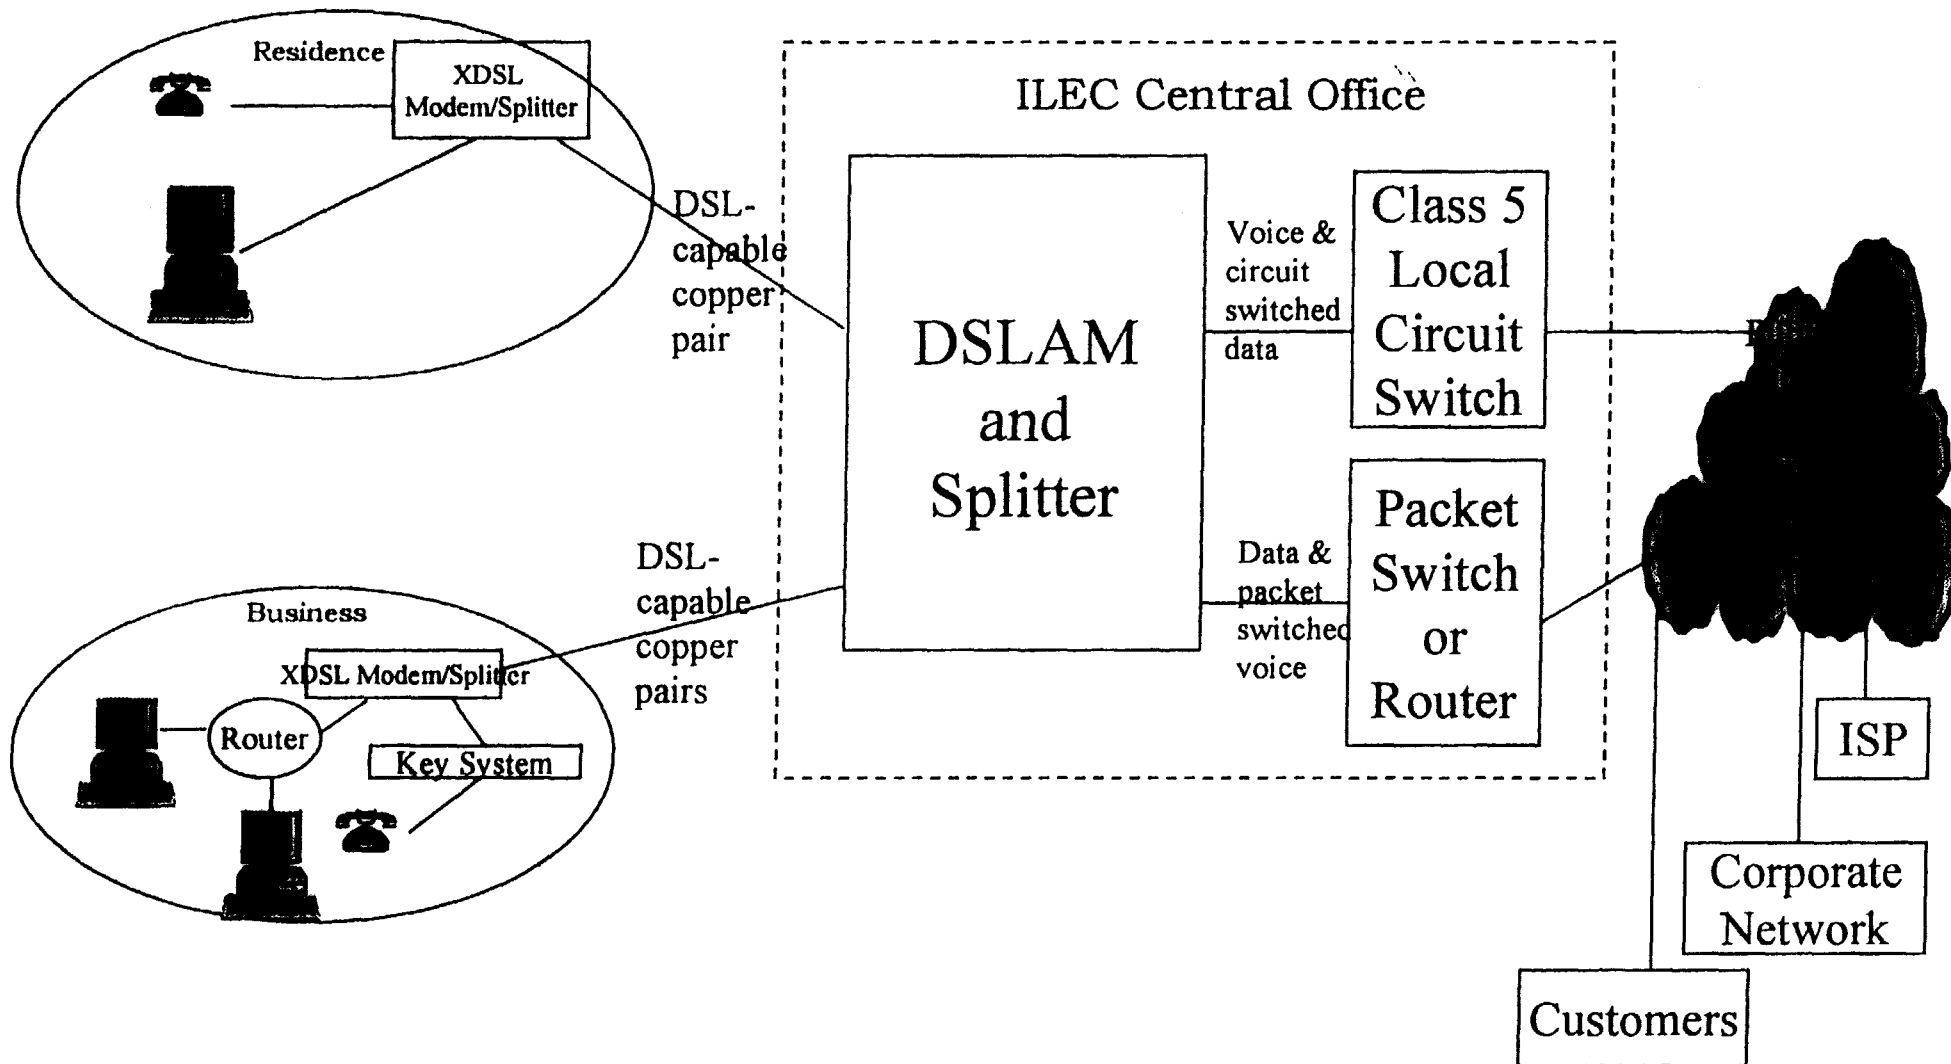 Residence
XDSL
Modem/Splitter
ILEC Central Office
DSL-
capable
copper
pair
Voice &
circuit
switched
data
Class 5
Local
Circuit
Switch
DSLAM
and
Splitter
DSL-
capable
copper
pairs
Data &
packet
switched
voice
Packet
Switch
or
Router
Business
XDSL Modem/Splitter
Router
Key System
ISP
Corporate
Network
Customers